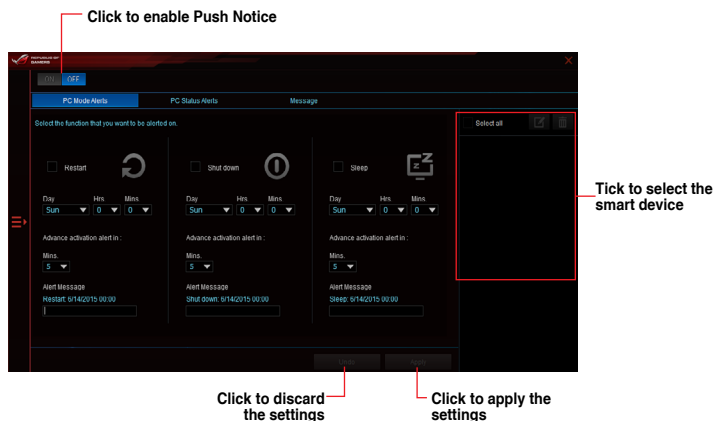 Click to enable Push Notice
REPUBLIC OF
GAMERS
ON OFF
PC Mode Alerts PC Status Alerts Message
Select the function that you want to be alerted on.
Select all
Restart Shut down Sleep
Day Hrs Mins Day Hrs Mins Day Hrs Mins
Sun 0 0 Sun 0 0 Sun 0 0
Advance activation alert in : Advance activation alert in : Advance activation alert in :
Mins. Mins. Mins.
5 5 5
Alert Message Alert Message Alert Message
Restart: 6/14/2015 00:00 Shut down: 6/14/2015 00:00 Sleep: 6/14/2015 00:00
Undo Apply
Tick to select the
smart device
Click to discard
the settings
Click to apply the
settings